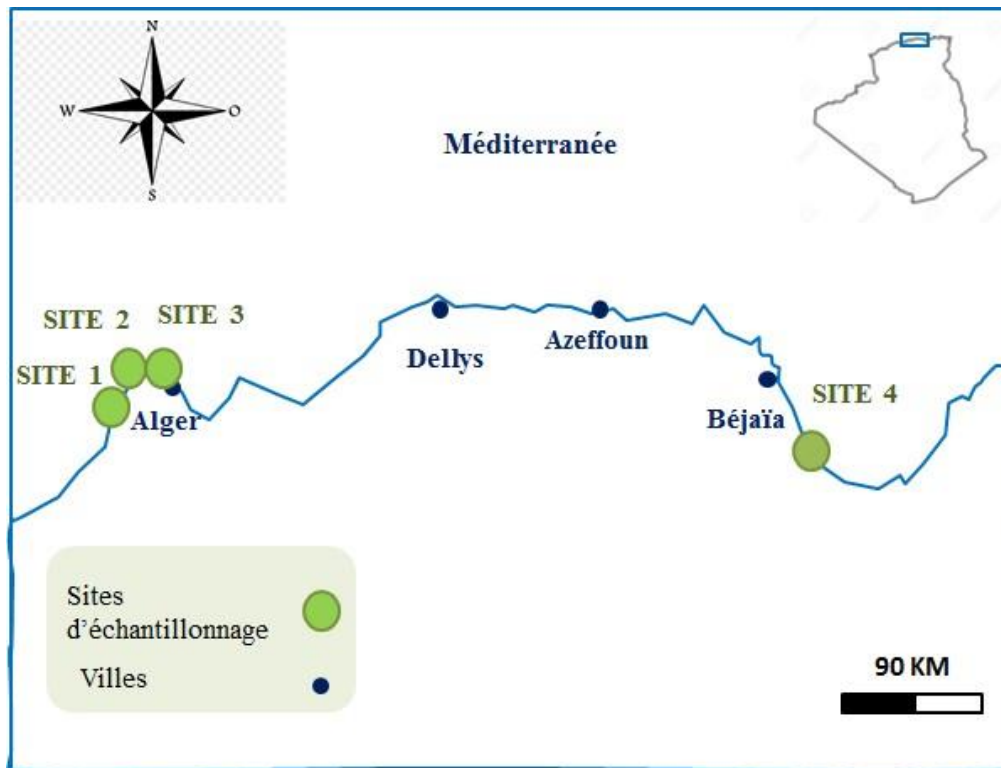 N
W
O
S
Méditerranée
SITE 2
SITE 3
SITE 1
Alger
Dellys
Azeffoun
Béjaïa
SITE 4
Sites
d'échantillonnage
Villes
90 KM